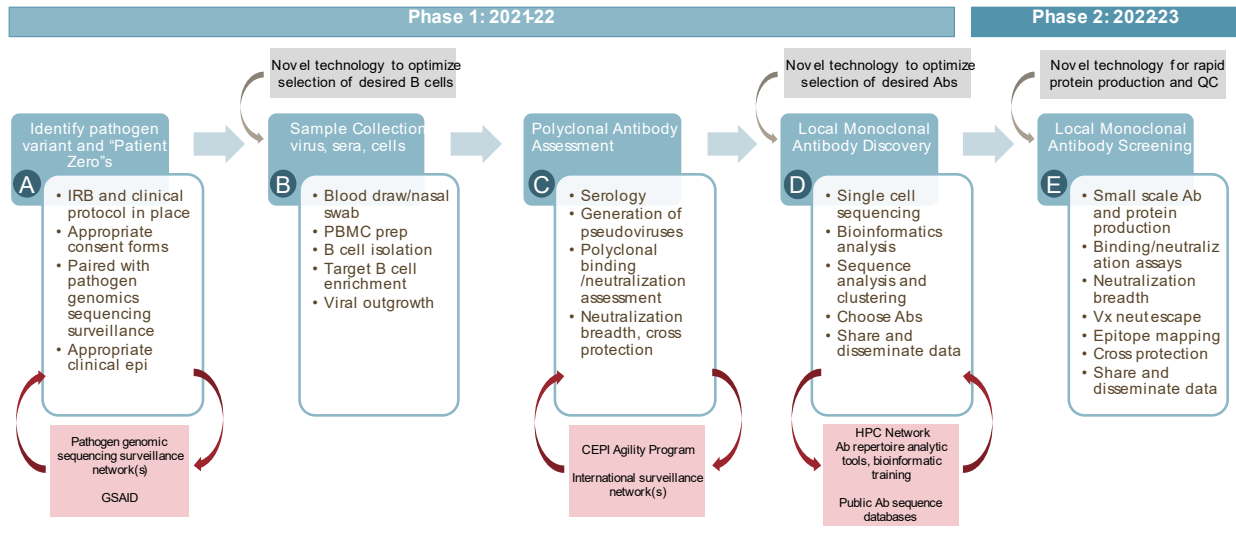 Phase 1: 2021-22
Phase 2: 2022-23
Novel technology to optimize
selection of desired B cells
Novel technology to optimize
selection of desired Abs
Novel technology for rapid
protein production and QC
Identify pathogen
variant and “Patient
Zero”s
A
• IRB and clinical
protocol in place
• Appropriate
consent forms
• Paired with
pathogen
genomics
sequencing
surveillance
• Appropriate
clinical epi
Pathogen genomic
sequencing surveillance
network(s)
GSAID
Sample Collection
virus, sera, cells
B
• Blood draw/nasal
swab
• PBMC prep
• B cell isolation
• Target B cell
enrichment
• Viral outgrowth
Polyclonal Antibody
Assessment
C
• Serology
• Generation of
pseudoviruses
• Polyclonal
binding
/neutralization
assessment
• Neutralization
breadth, cross
protection
CEPI Agility Program
International surveillance
network(s)
Local Monoclonal
Antibody Discovery
D
• Single cell
sequencing
• Bioinformatics
analysis
• Sequence
analysis and
clustering
• Choose Abs
• Share and
disseminate data
HPC Network
Ab repertoire analytic
tools, bioinformatic
training
Public Ab sequence
databases
Local Monoclonal
Antibody Screening
E
• Small scale Ab
and protein
production
• Binding/neutraliz
ation assays
• Neutralization
breadth
• Vx neut escape
• Epitope mapping
• Cross protection
• Share and
disseminate data